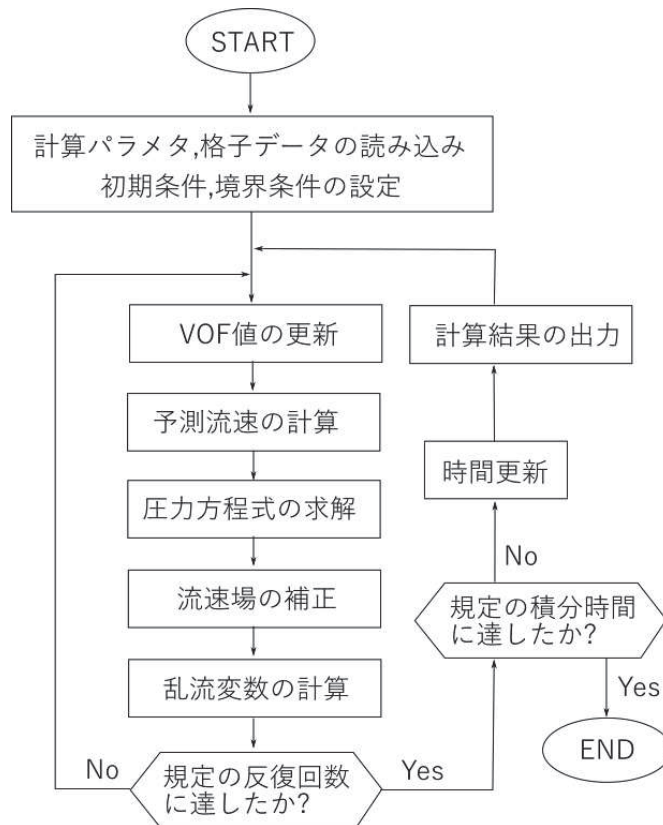 START
計算パラメタ,格子データの読み込み
初期条件,境界条件の設定
VOF値の更新
予測流速の計算
圧力方程式の求解
流速場の補正
乱流変数の計算
No
規定の反復回数
に達したか?
Yes
計算結果の出力
時間更新
No
規定の積分時間
に達したか?
Yes
END